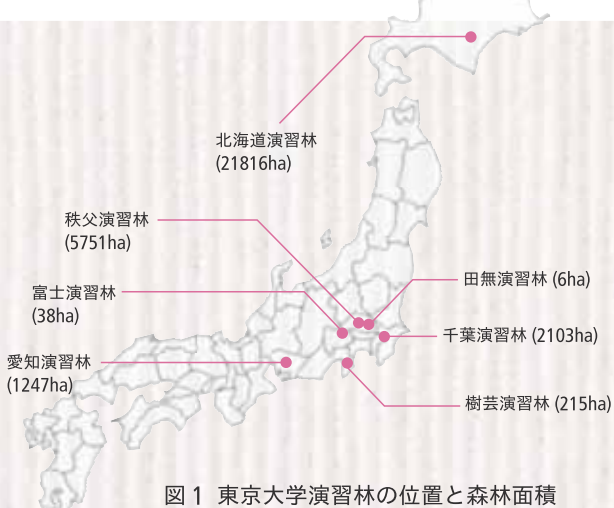 北海道演習林
(21816ha)
秩父演習林
(5751ha)
田無演習林 (6ha)
富士演習林
(38ha)
千葉演習林 (2103ha)
愛知演習林
(1247ha)
樹芸演習林 (215ha)
図1 東京大学演習林の位置と森林面積